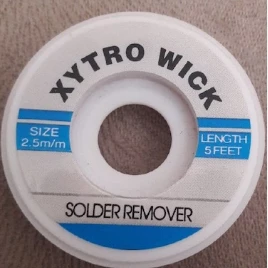 XYTRO WICK
SIZE
2.5m/m
LENGTH
5 FEET
SOLDER REMOVER